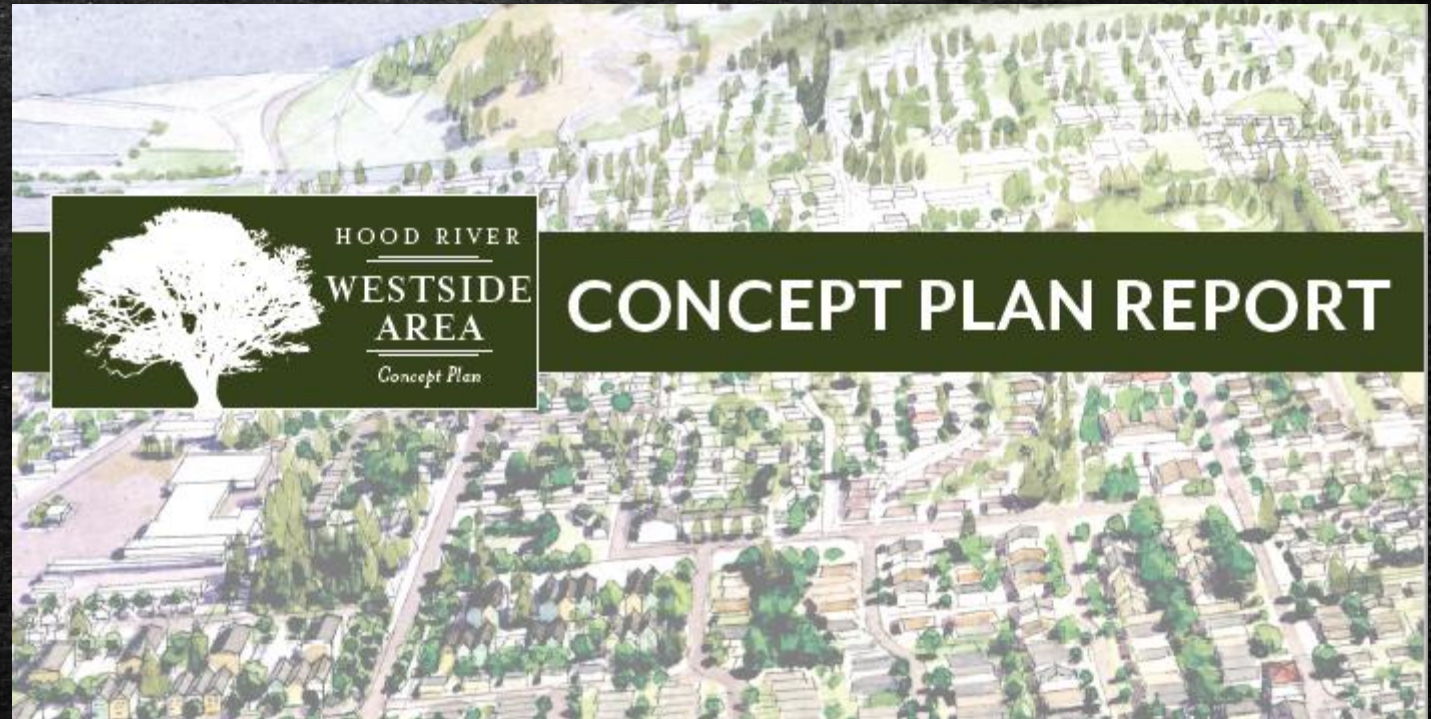 HOOD RIVER
WESTSIDE
AREA
Concept Plan
CONCEPT PLAN REPORT